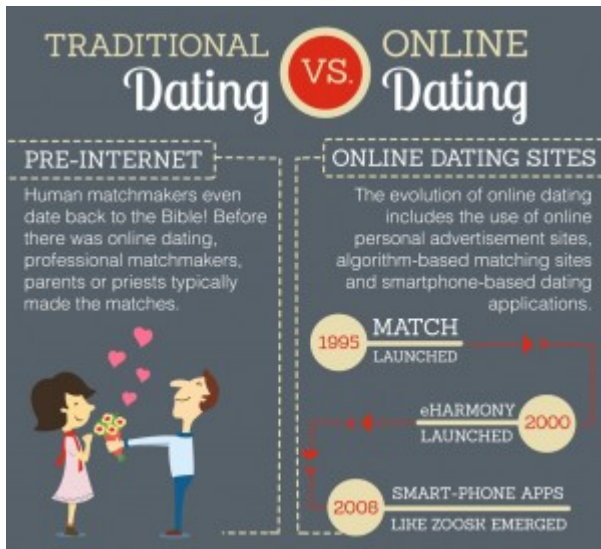 TRADITIONAL
Dating
VS.
ONLINE
Dating
PRE-INTERNET
Human matchmakers even
date back to the Bible! Before
there was online dating,
professional matchmakers,
parents or priests typically
made the matches.
ONLINE DATING SITES
The evolution of online dating
includes the use of online
personal advertisement sites,
algorithm-based matching sites
and smartphone-based dating
applications.
1995
MATCH
LAUNCHED
eHARMONY
LAUNCHED
2000
2008
SMART-PHONE APPS
LIKE ZOOSK EMERGED